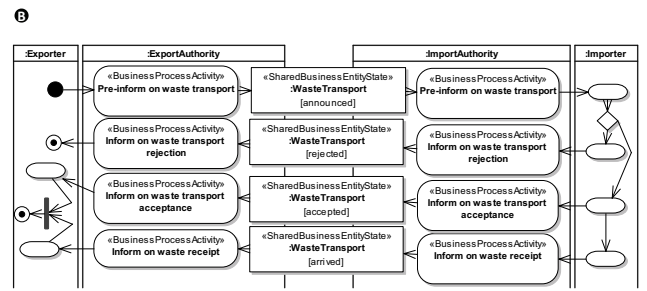 B
:Exporter
:ExportAuthority
:ImportAuthority
:Importer
«BusinessProcessActivity»
Pre-inform on waste transport
«SharedBusinessEntityState»
:WasteTransport
[announced]
«BusinessProcessActivity»
Pre-inform on waste transport
«BusinessProcessActivity»
Inform on waste transport
rejection
«SharedBusinessEntityState»
:WasteTransport
[rejected]
«BusinessProcessActivity»
Inform on waste transport
rejection
«BusinessProcessActivity»
Inform on waste transport
acceptance
«SharedBusinessEntityState»
:WasteTransport
[accepted]
«BusinessProcessActivity»
Inform on waste transport
acceptance
«BusinessProcessActivity»
Inform on waste receipt
«SharedBusinessEntityState»
:WasteTransport
[arrived]
«BusinessProcessActivity»
Inform on waste receipt